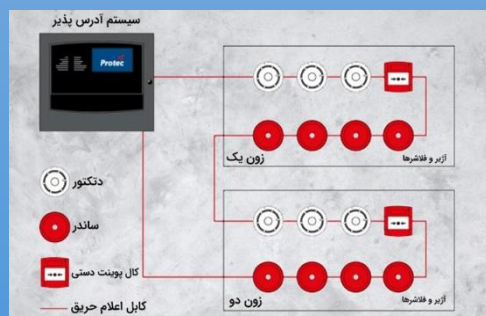 سیستم آدرس پذیر
Protec
زون یک
آژیر و فلاشرها
دتکتور
ساندر
کال پوینت دستی
کابل اعلام حریق
زون دو
آژیر و فلاشرها